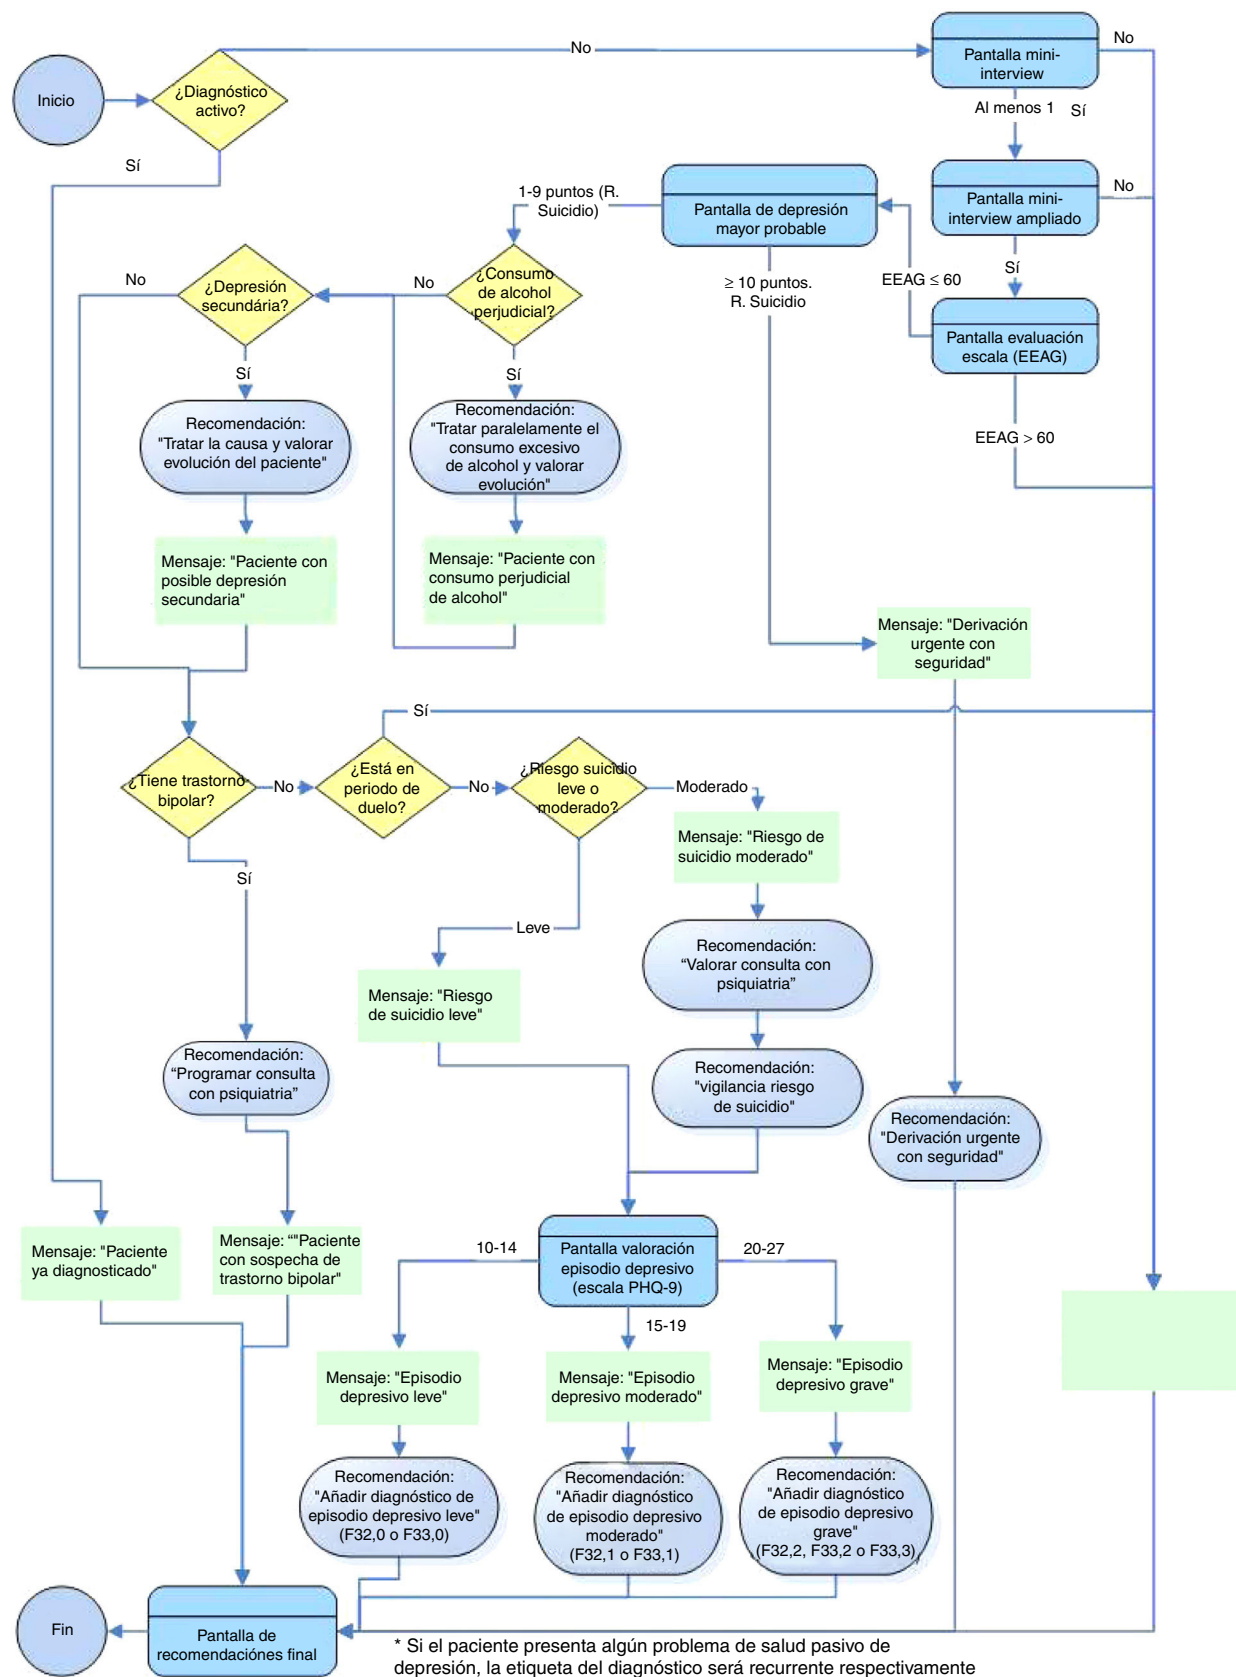 No
No
Pantalla mini-
interview
Inicio
¿Diagnóstico
activo?
Al menos 1
Sí
Sí
1-9 puntos (R.
Suicidio)
Pantalla de depresión
mayor probable
Pantalla mini-
interview ampliado
No
No
¿Depresión
secundária?
No
¿Consumo
de alcohol
perjudicial?
≥ 10 puntos.
R. Suicidio
EEAG ≤ 60
Sí
Pantalla evaluación
escala (EEAG)
Sí
Sí
Recomendación:
"Tratar la causa y valorar
evolución del paciente"
Recomendación:
"Tratar paralelamente el
consumo excesivo
de alcohol y valorar
evolución"
EEAG > 60
Mensaje: "Paciente con
posible depresión
secundaria"
Mensaje: "Paciente con
consumo perjudicial
de alcohol"
Mensaje: "Derivación
urgente con
seguridad"
Sí
¿Tiene trastorno
bipolar?
No
¿Está en
periodo de
duelo?
No
¿Riesgo suicidio
leve o
moderado?
Moderado
Mensaje: "Riesgo de
suicidio moderado"
Sí
Leve
Recomendación:
“Valorar consulta con
psiquiatria”
Mensaje: "Riesgo
de suicidio leve"
Recomendación:
“Programar consulta
con psiquiatria”
Recomendación:
"vigilancia riesgo
de suicidio"
Recomendación:
"Derivación urgente
con seguridad"
Mensaje: "Paciente
ya diagnosticado"
Mensaje: “"Paciente
con sospecha de
trastorno bipolar"
10-14
Pantalla valoración
episodio depresivo
(escala PHQ-9)
20-27
15-19
Mensaje: "Episodio
depresivo leve"
Mensaje: "Episodio
depresivo moderado"
Mensaje: "Episodio
depresivo grave"
Recomendación:
"Añadir diagnóstico de
episodio depresivo leve"
(F32,0 o F33,0)
Recomendación:
"Añadir diagnóstico
de episodio depresivo
moderado"
(F32,1 o F33,1)
Recomendación:
"Añadir diagnóstico
de episodio depresivo
grave"
(F32,2, F33,2 o F33,3)
Fin
Pantalla de
recomendaciónes final
* Si el paciente presenta algún problema de salud pasivo de
depresión, la etiqueta del diagnóstico será recurrente respectivamente